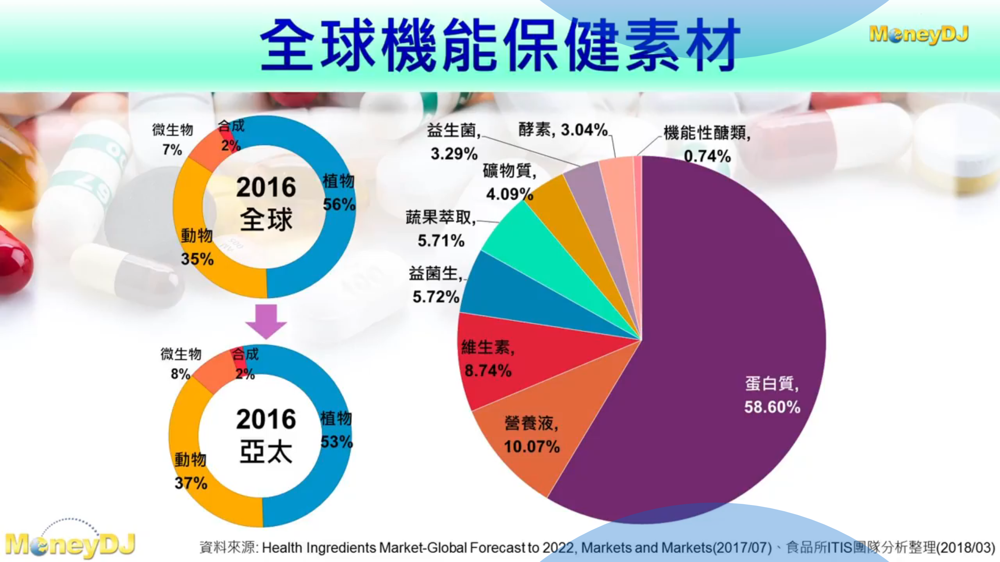 全球機能保健素材
MoneyDJ
微生物
7%
合成
2%
植物
56%
2016
全球
動物
35%
微生物
8%
合成
2%
植物
53%
2016
亞太
動物
37%
益生菌,
3.29%
酵素, 3.04%
機能性醣類,
0.74%
礦物質,
4.09%
蔬果萃取,
5.71%
益菌生,
5.72%
維生素,
8.74%
營養液,
10.07%
蛋白質,
58.60%
MoneyDJ
資料來源: Health Ingredients Market-Global Forecast to 2022, Markets and Markets(2017/07)、食品所ITIS團隊分析整理(2018/03)